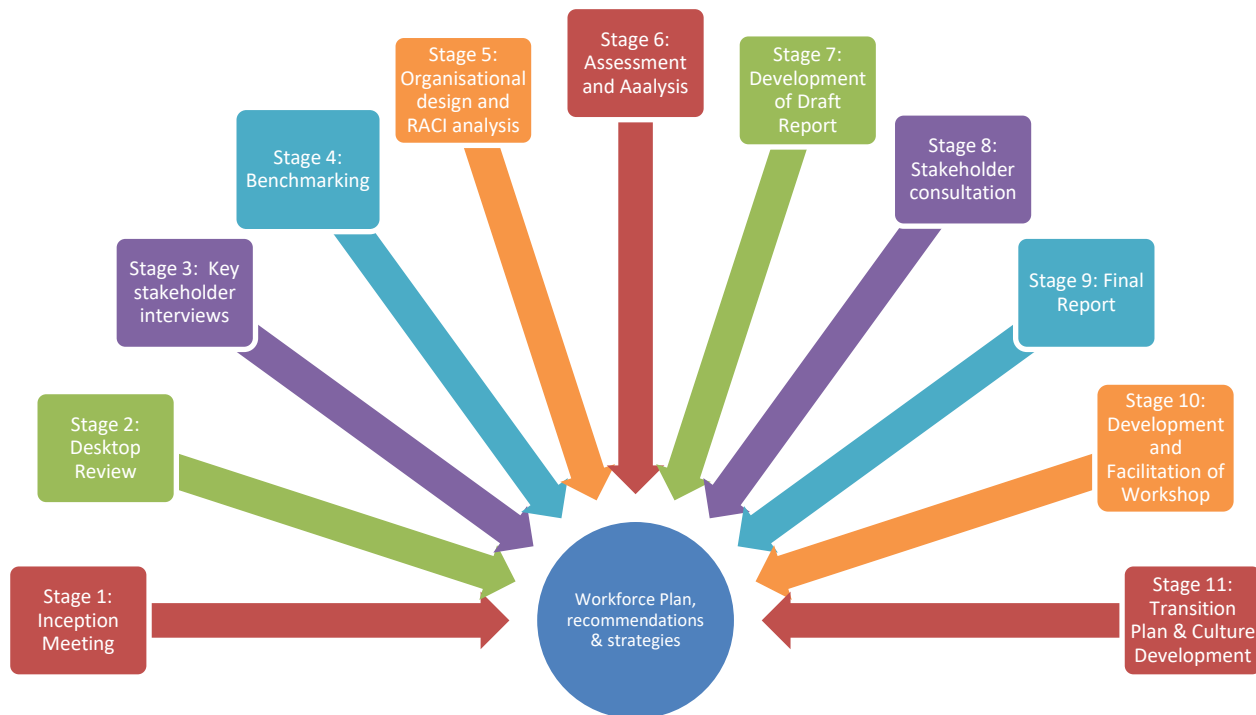 Stage 1:
Inception
Meeting
Stage 2:
Desktop
Review
Stage 3:  Key
stakeholder
interviews
Stage 4:
Benchmarking
Stage 5:
Organisational
design and
RACI analysis
Stage 6:
Assessment
and Aaalysis
Stage 7:
Development
of Draft
Report
Stage 8:
Stakeholder
consultation
Stage 9: Final
Report
Stage 10:
Development
and
Facilitation of
Workshop
Stage 11:
Transition
Plan & Culture
Development
Workforce Plan,
recommendations
& strategies